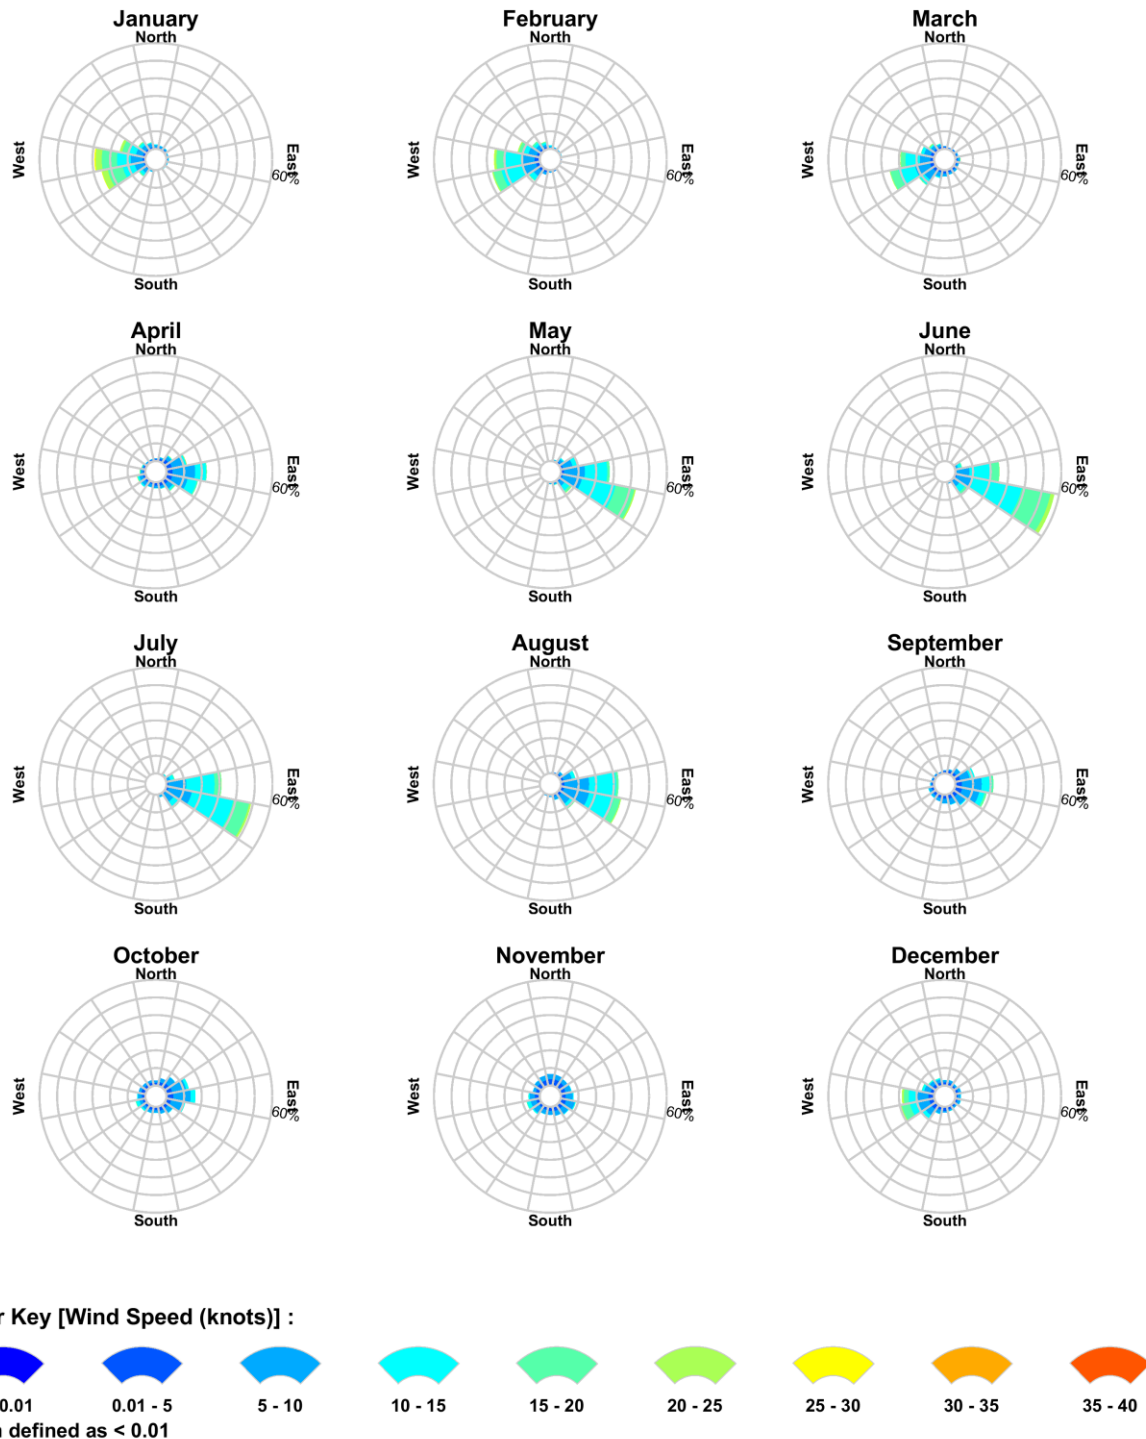 January February March
North North North
West East West East West East
60% 60% 60%
South South South
April May June
North North North
West East West East West East
60% 60% 60%
South South South
July August September
North North North
West East West East West East
60% 60% 60%
South South South
October November December
North North North
West East West East West East
60% 60% 60%
South South South
r Key [Wind Speed (knots)] :
0.01 0.01 - 5 5 - 10 10 - 15 15 - 20 20 - 25 25 - 30 30 - 35 35 - 40
defined as < 0.01